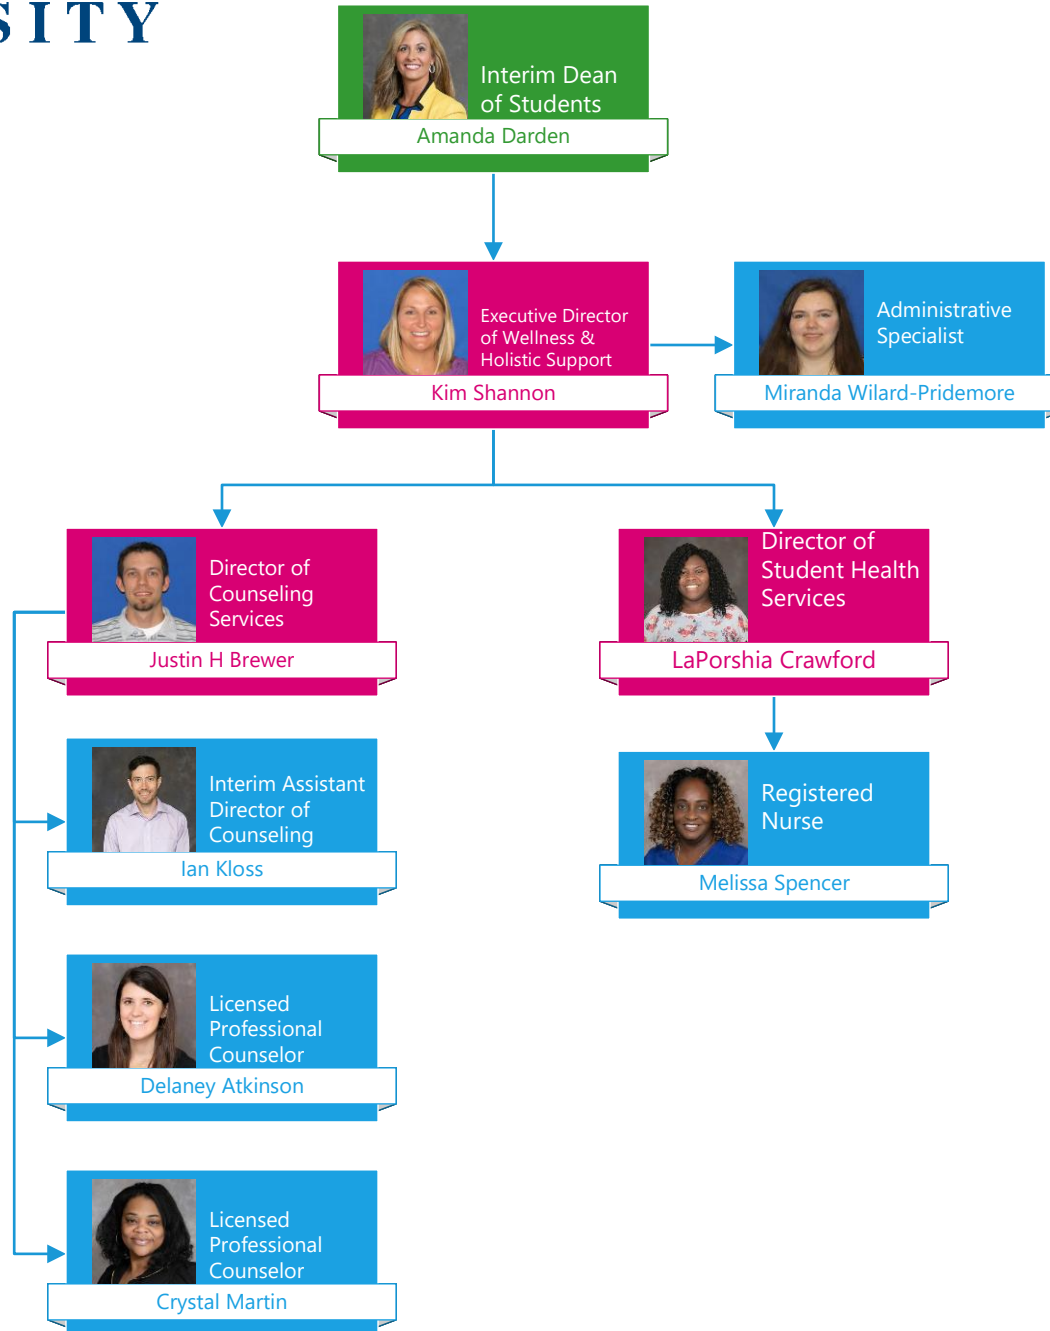 SITY
Interim Dean
of Students
Amanda Darden
Executive Director
of Wellness &
Holistic Support
Kim Shannon
Administrative
Specialist
Miranda Wilard-Pridemore
Director of
Counseling
Services
Justin H Brewer
Director of
Student Health
Services
LaPorshia Crawford
Interim Assistant
Director of
Counseling
Ian Kloss
Registered
Nurse
Melissa Spencer
Licensed
Professional
Counselor
Delaney Atkinson
Licensed
Professional
Counselor
Crystal Martin